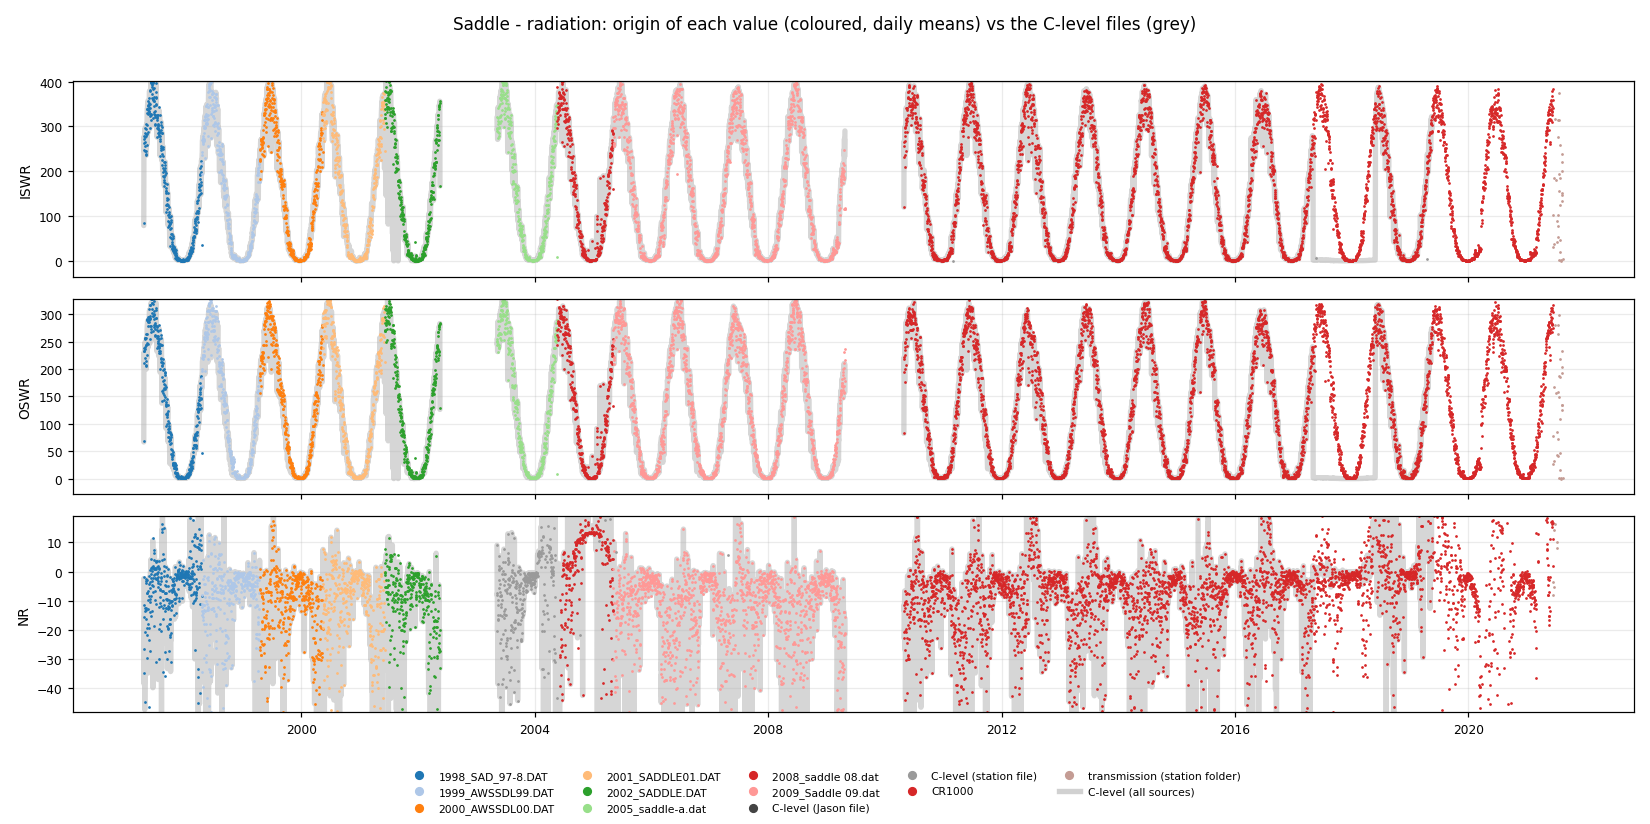 Saddle - radiation: origin of each value (coloured, daily means) vs the C-level files (grey)
400
300
200
100
0
ISWR
300
250
200
150
100
50
0
OSWR
10
0
−10
−20
−30
−40
NR
2000
2004
2008
2012
2016
2020
1998_SAD_97-8.DAT
1999_AWSSDL99.DAT
2000_AWSSDL00.DAT
2001_SADDLE01.DAT
2002_SADDLE.DAT
2005_saddle-a.dat
2008_saddle 08.dat
2009_Saddle 09.dat
C-level (Jason file)
C-level (station file)
CR1000
transmission (station folder)
C-level (all sources)